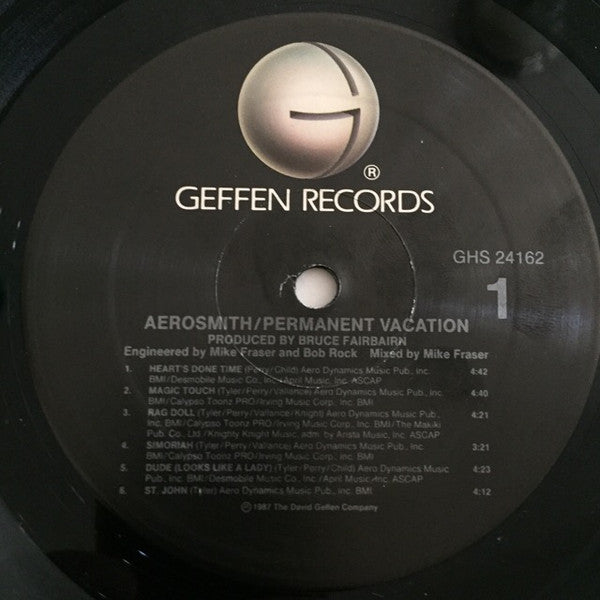 ®
GEFFEN RECORDS
GHS 24162
1
AEROSMITH/PERMANENT VACATION
PRODUCED BY BRUCE FAIRBAIRN
Engineered by Mike Fraser and Bob Rock Mixed by Mike Fraser
1. HEART'S DONE TIME (Perry/Child) Aero Dynamics Music Pub., Inc. 4:42
BMI/Desmobile Music Co., Inc./April Music, Inc. ASCAP
2. MAGIC TOUCH (Tyler/Perry/Vallance) Aero Dynamics Music Pub., Inc. 4:40
BMI/Calypso Toonz PRO/Irving Music Corp., Inc. BMI
3. RAG DOLL (Tyler/Perry/Vallance/Knight) Aero Dynamics Music Pub., 4:21
Inc. BMI/Calypso Toonz PRO/Irving Music Corp., Inc. BMI/The Makiki
Pub. Co. Ltd./Knighty Knight Music, adm. by Arista Music, Inc. ASCAP
4. SIMORIAH (Tyler/Perry/Vallance) Aero Dynamics Music Pub., Inc. 3:21
BMI/Calypso Toonz PRO/Irving Music Corp., Inc. BMI
5. DUDE (LOOKS LIKE A LADY) (Tyler/Perry/Child) Aero Dynamics Music 4:23
Pub., Inc. BMI/Desmobile Music Co., Inc./April Music, Inc. ASCAP
6. ST. JOHN (Tyler) Aero Dynamics Music Pub., Inc. BMI 4:12
Ⓟ1987 The David Geffen Company